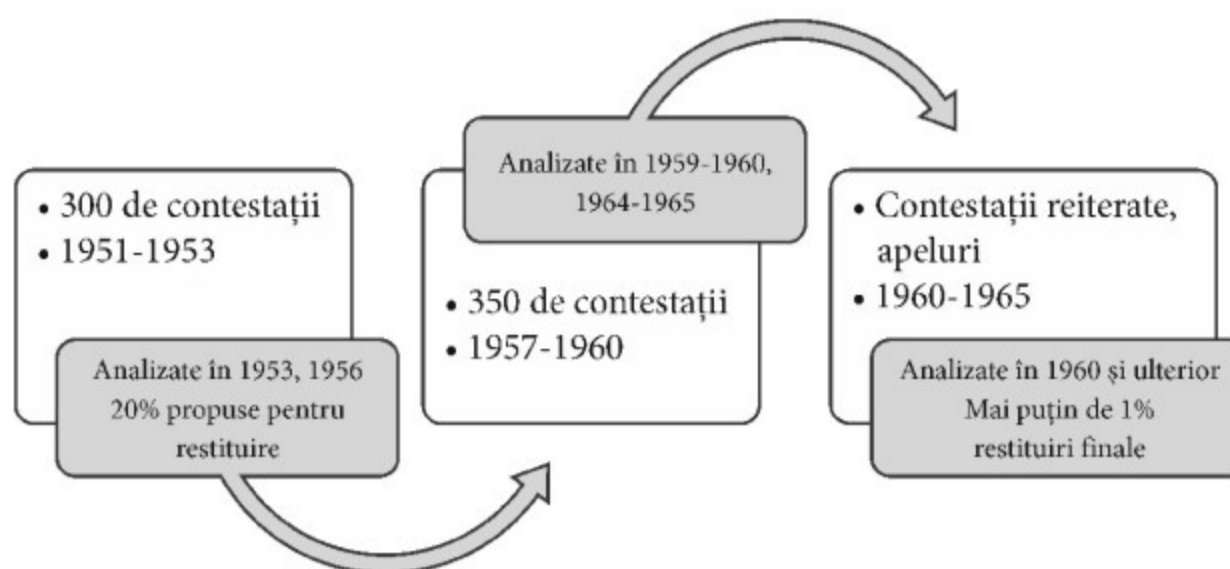 • 300 de contestații
• 1951-1953
Analizate în 1953, 1956
20% propuse pentru
restituire
Analizate în 1959-1960,
1964-1965
• 350 de contestații
• 1957-1960
• Contestații reiterate,
apeluri
• 1960-1965
Analizate în 1960 și ulterior
Mai puțin de 1%
restituiri finale